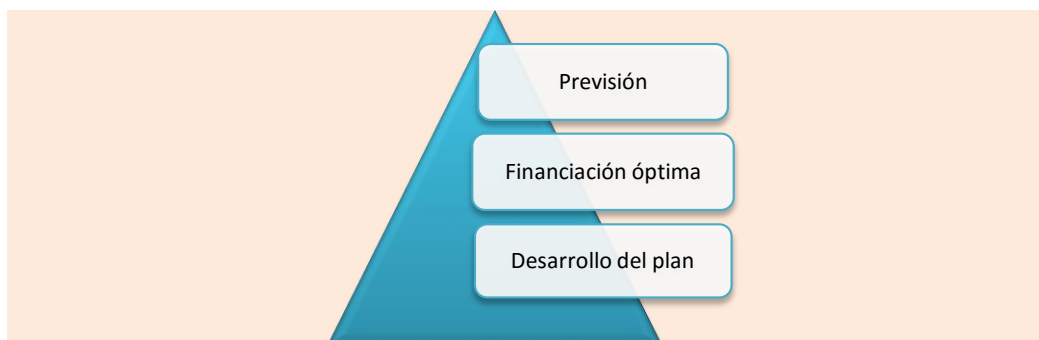 Previsión
Financiación óptima
Desarrollo del plan